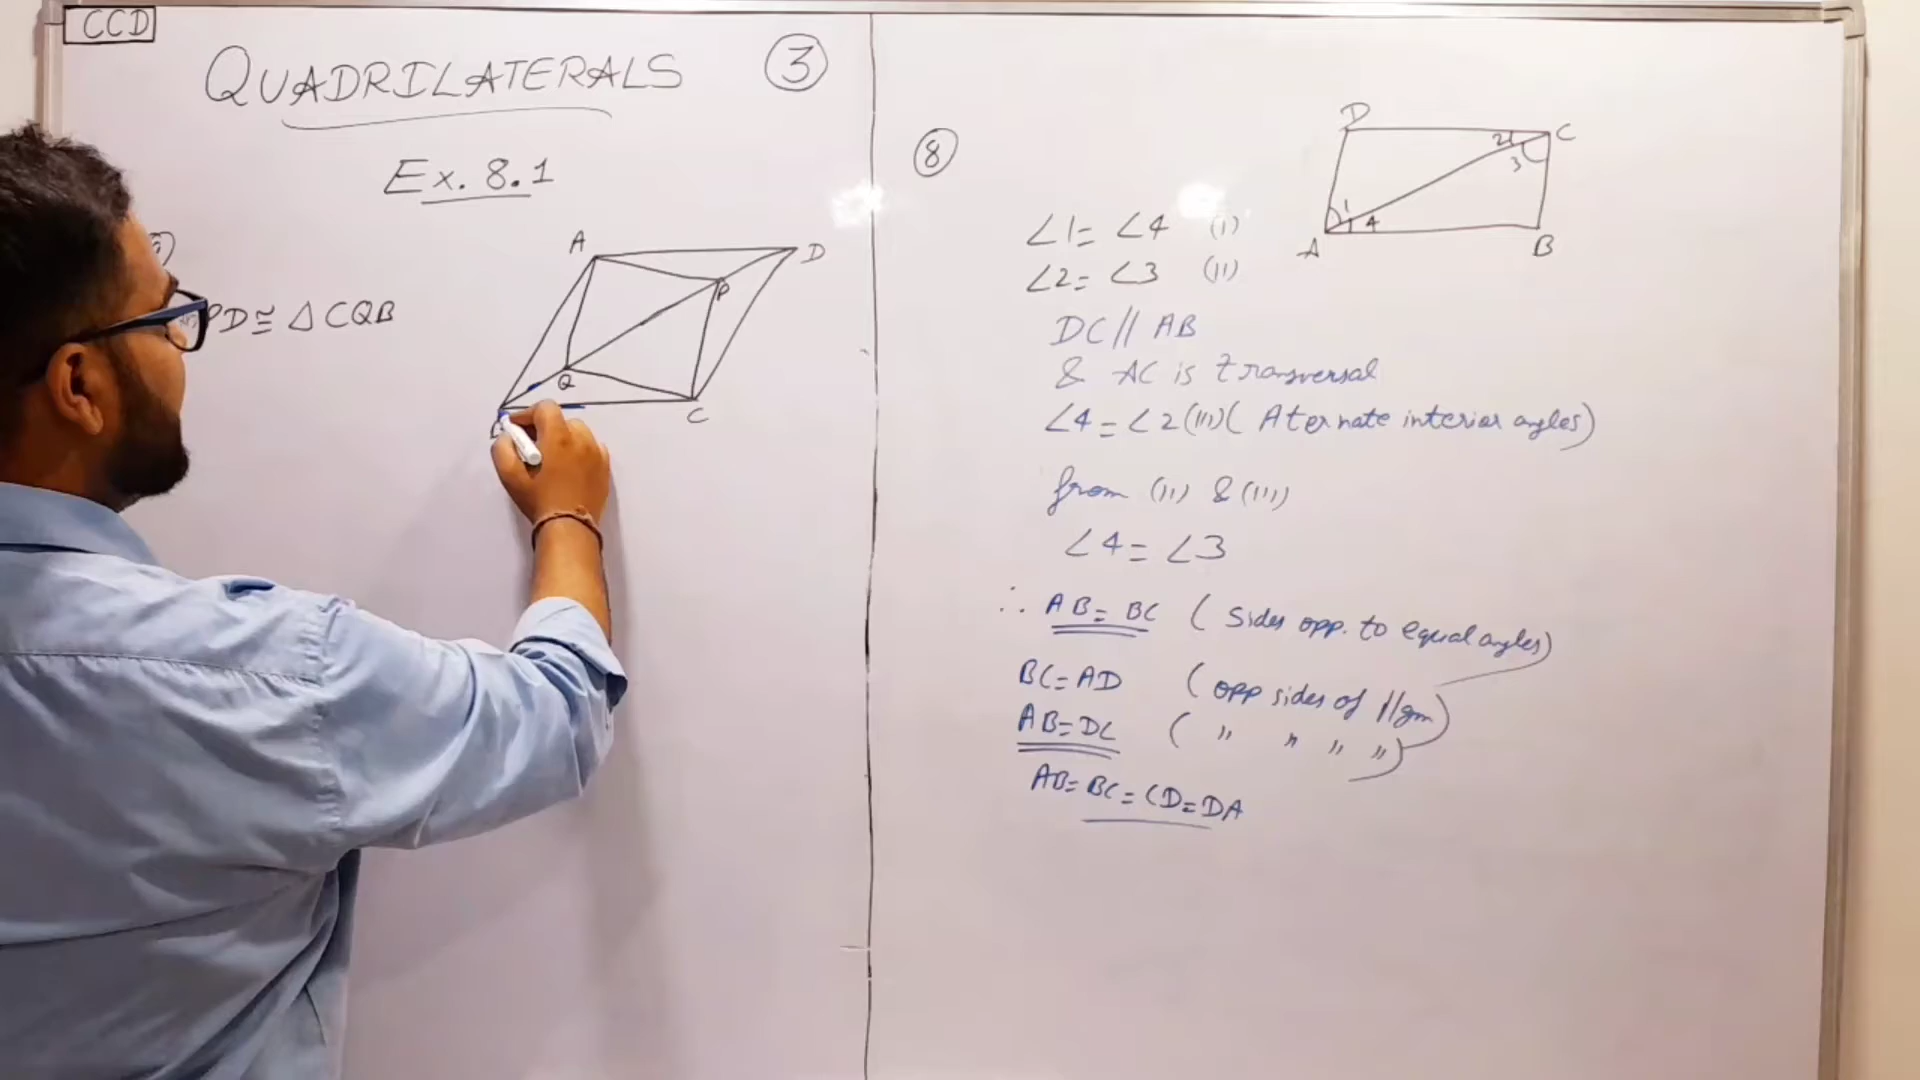 CCD
QUADRILATERALS
3
Ex. 8.1
PD ≅ △ CQB
A
D
P
Q
C
8
D
C
2
3
1
4
A
B
∠1 = ∠4 (i)
∠2 = ∠3 (ii)
DC // AB
& AC is transversal
∠4 = ∠2 (iii) ( Aternate interior angles)
from (ii) & (iii)
∠4 = ∠3
∴ AB = BC ( Sides opp. to equal angles)
BC = AD ( opp sides of //gm)
AB = DC ( " " " ")
AB = BC = CD = DA